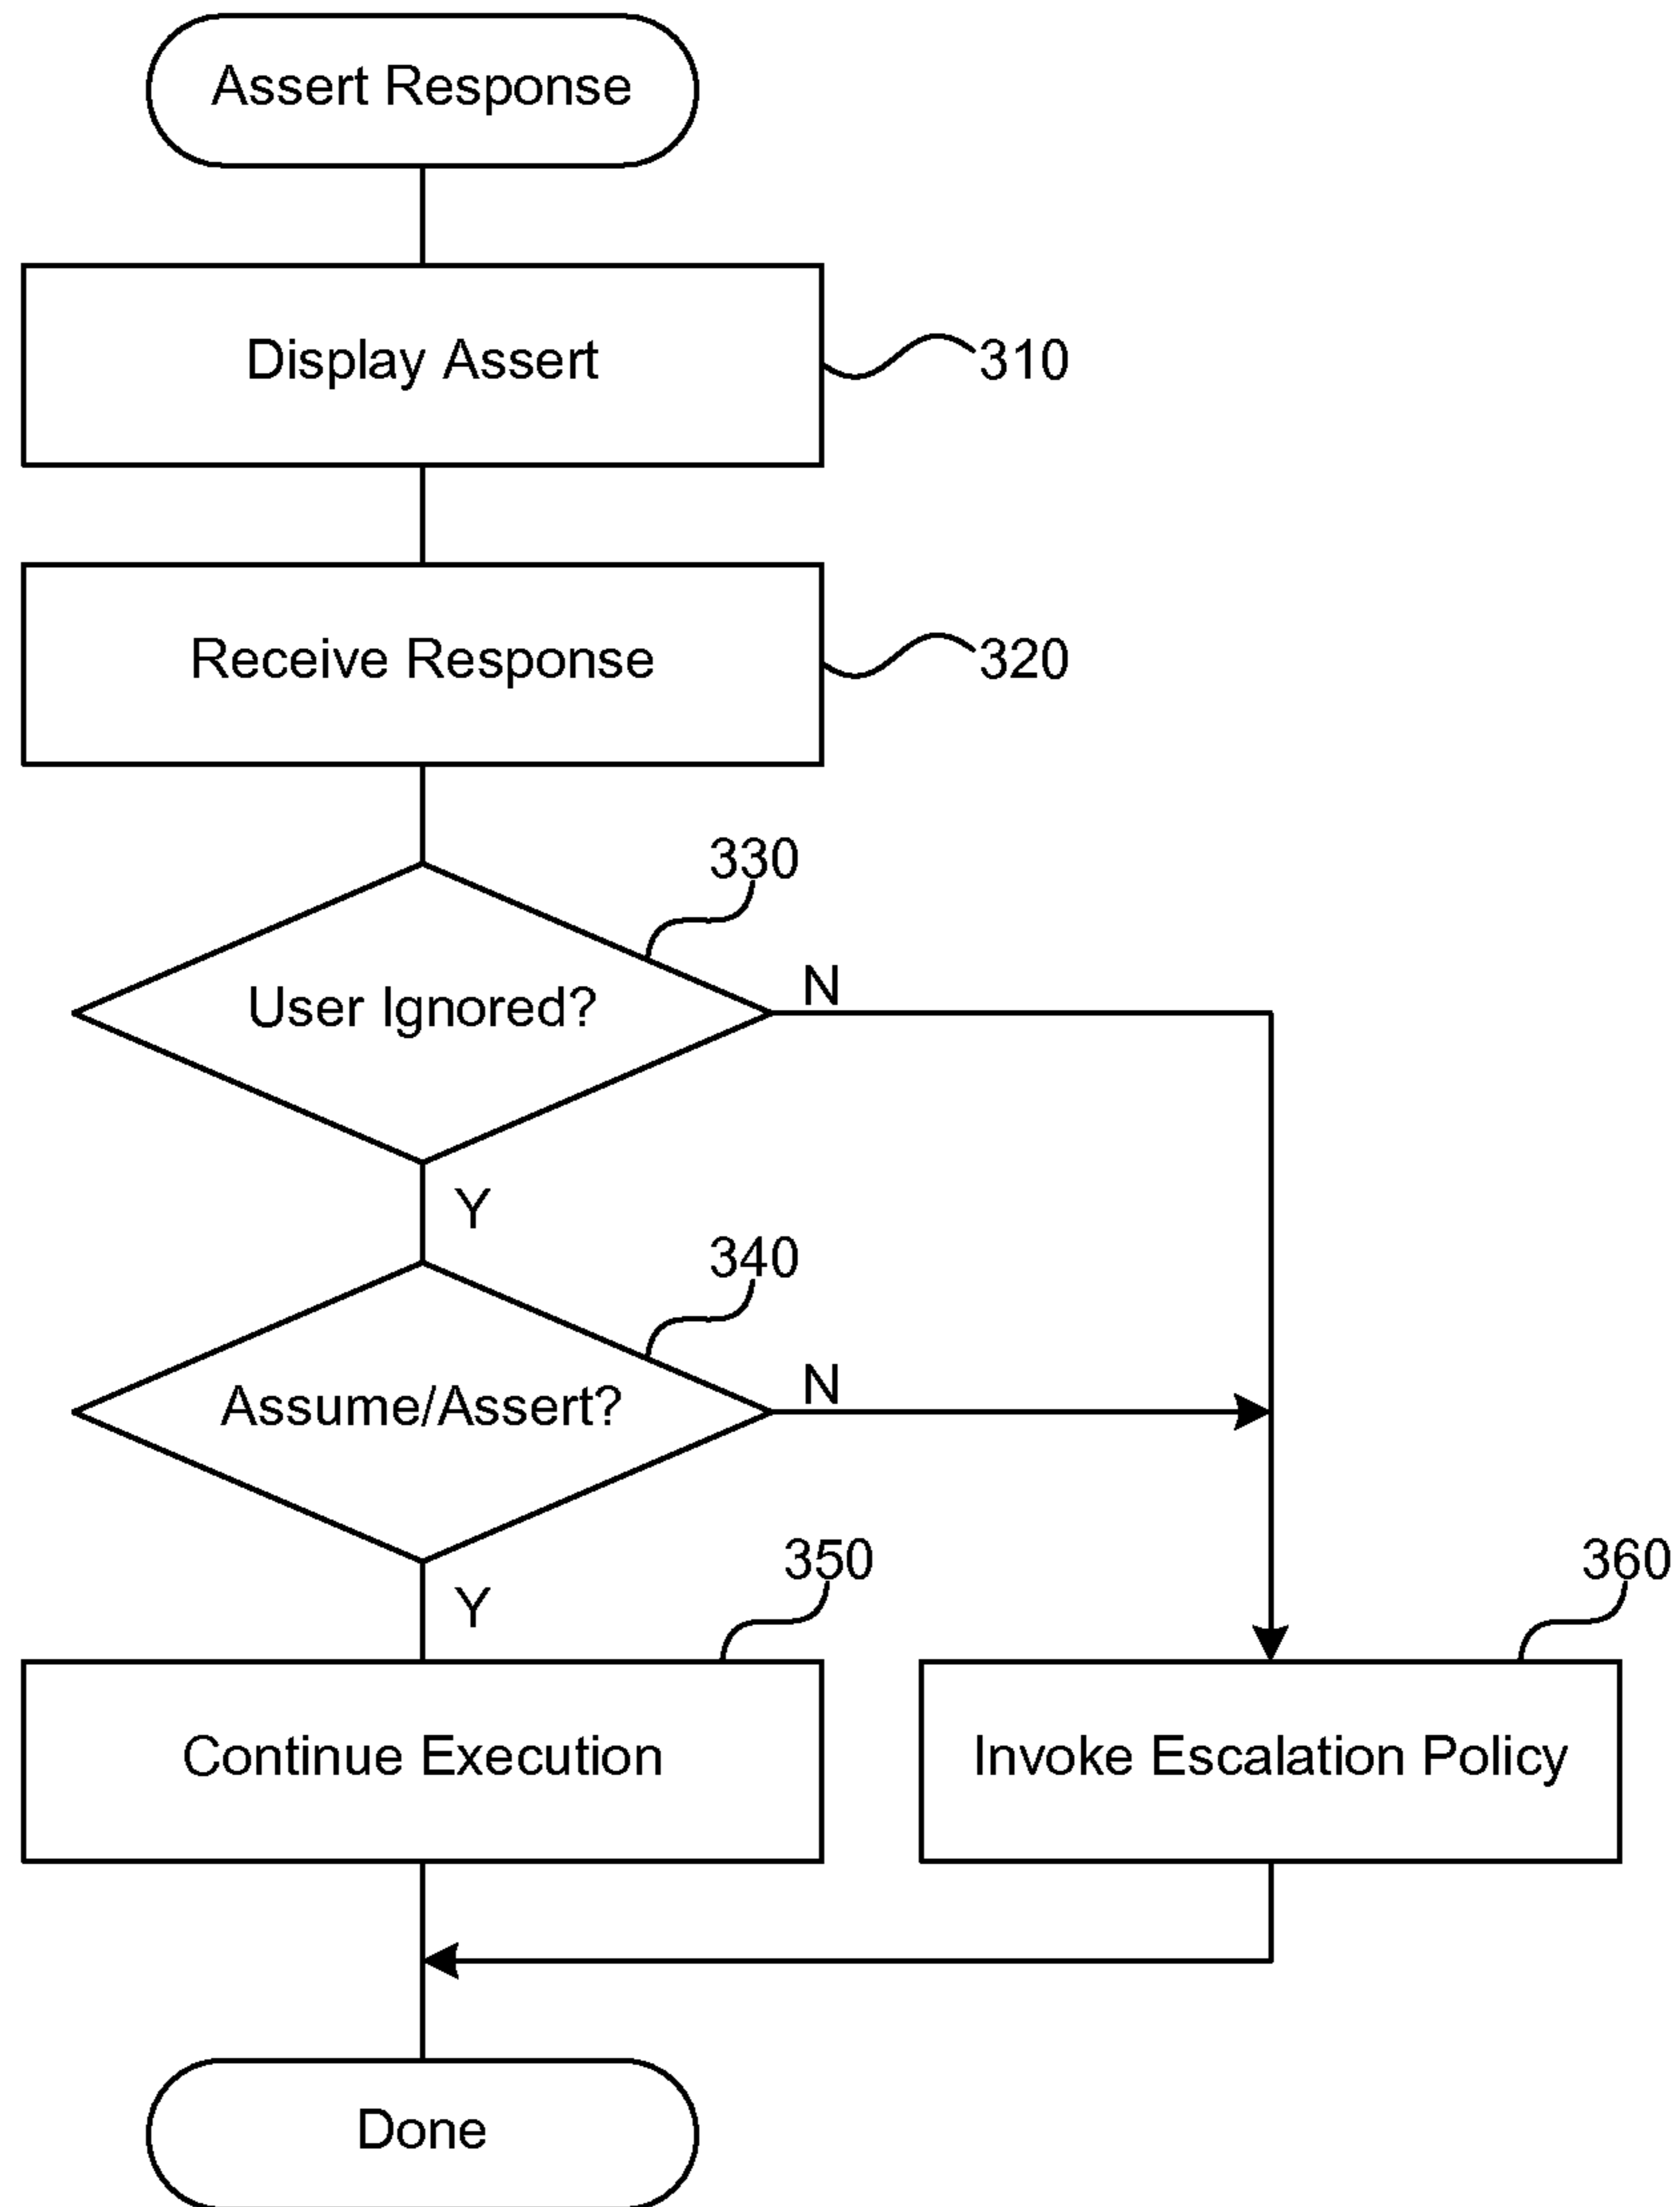 Assert Response
Display Assert
310
Receive Response
320
330
User Ignored?
N
Y
340
Assume/Assert?
N
Y
350
360
Continue Execution
Invoke Escalation Policy
Done